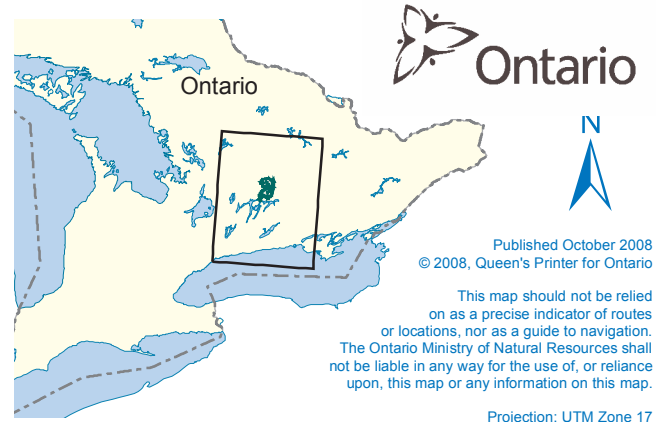 Ontario
Ontario
N
Published October 2008
© 2008, Queen's Printer for Ontario
This map should not be relied
on as a precise indicator of routes
or locations, nor as a guide to navigation.
The Ontario Ministry of Natural Resources shall
not be liable in any way for the use of, or reliance
upon, this map or any information on this map.
Projection: UTM Zone 17